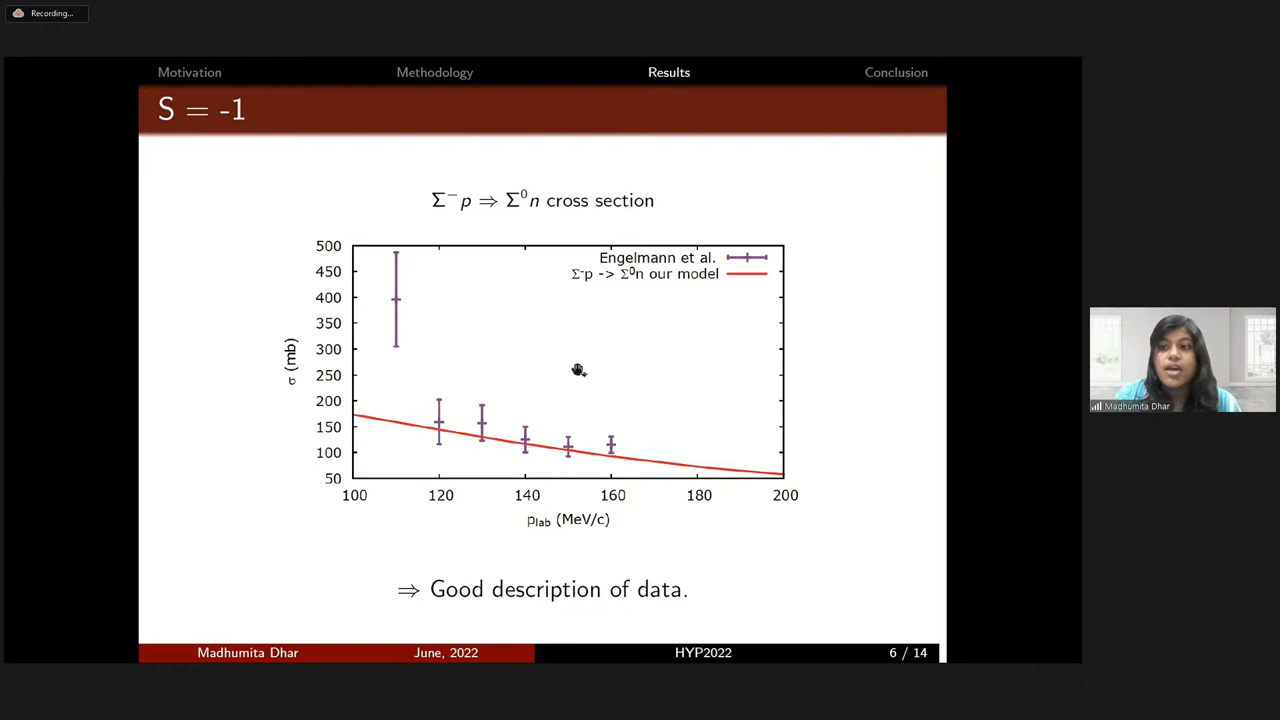 Recording...
Motivation Methodology Results Conclusion
S = -1
Σ⁻p ⇒ Σ⁰n cross section
500
450
400
350
300
250
200
150
100
50
σ (mb)
Engelmann et al.
Σ⁻p -> Σ⁰n our model
100 120 140 160 180 200
p_lab (MeV/c)
⇒ Good description of data.
Madhumita Dhar June, 2022 HYP2022 6 / 14
Madhumita Dhar